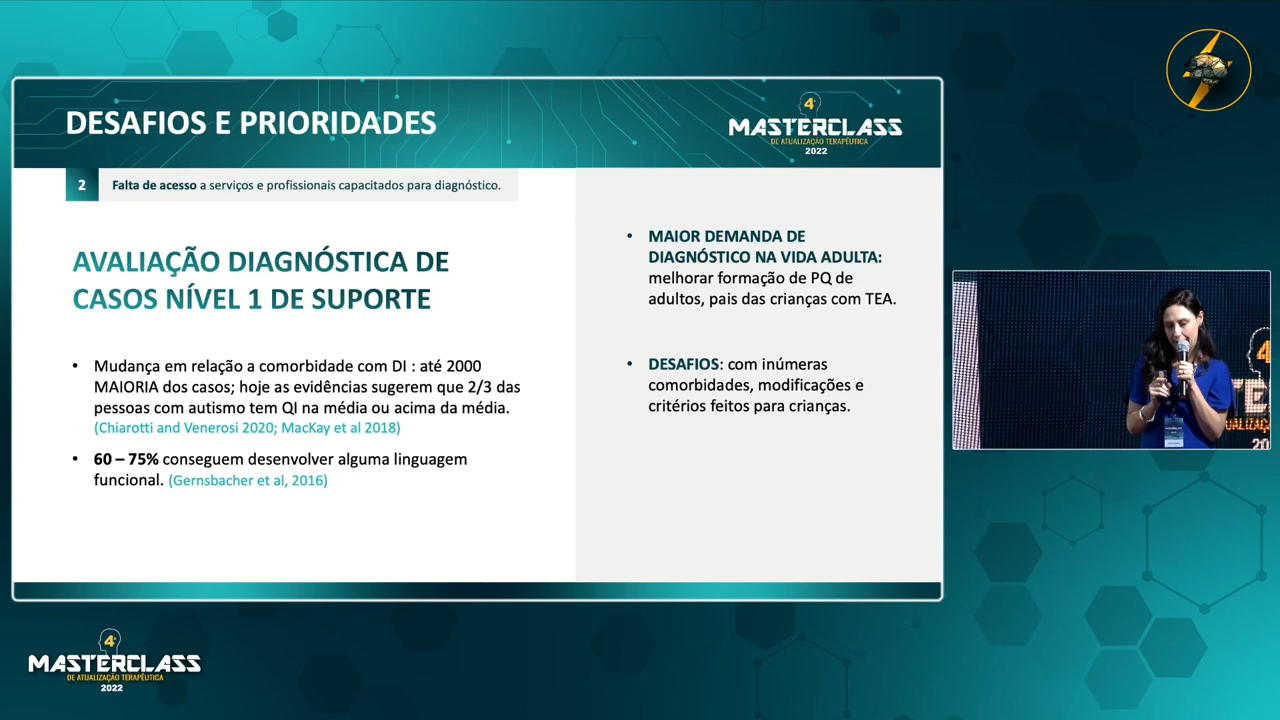 DESAFIOS E PRIORIDADES
4ª
MASTERCLASS
DE ATUALIZAÇÃO TERAPÊUTICA
2022
2
Falta de acesso a serviços e profissionais capacitados para diagnóstico.
AVALIAÇÃO DIAGNÓSTICA DE
CASOS NÍVEL 1 DE SUPORTE
• Mudança em relação a comorbidade com DI : até 2000
MAIORIA dos casos; hoje as evidências sugerem que 2/3 das
pessoas com autismo tem QI na média ou acima da média.
(Chiarotti and Venerosi 2020; MacKay et al 2018)
• 60 – 75% conseguem desenvolver alguma linguagem
funcional. (Gernsbacher et al, 2016)
• MAIOR DEMANDA DE
DIAGNÓSTICO NA VIDA ADULTA:
melhorar formação de PQ de
adultos, pais das crianças com TEA.
• DESAFIOS: com inúmeras
comorbidades, modificações e
critérios feitos para crianças.
4
TE
UALIZAÇ
20
4ª
MASTERCLASS
DE ATUALIZAÇÃO TERAPÊUTICA
2022